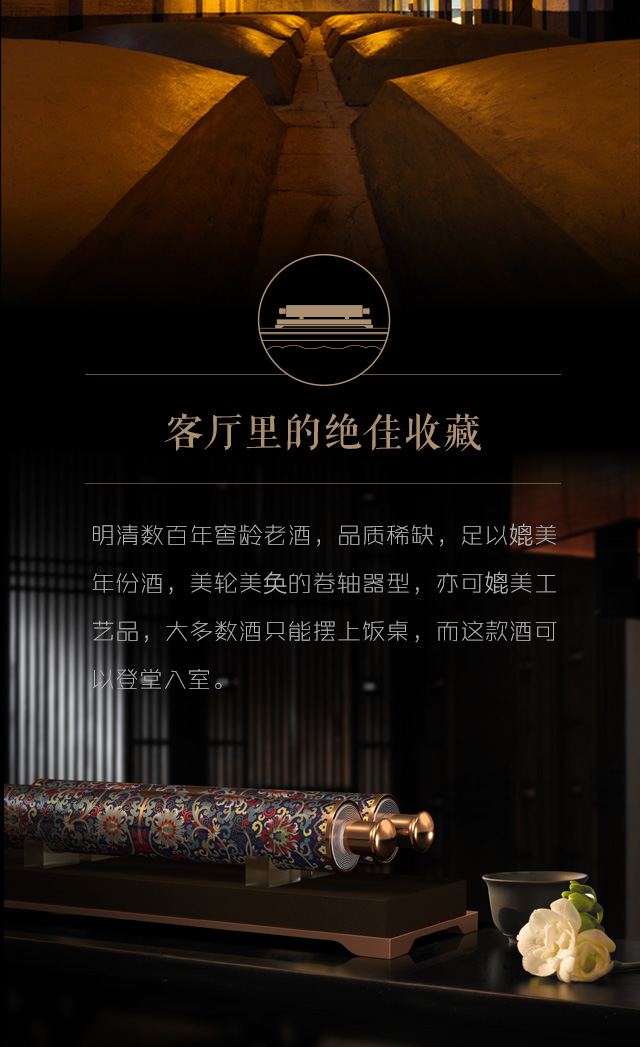 客厅里的绝佳收藏
明清数百年窖龄老酒，品质稀缺，足以媲美
年份酒，美轮美奂的卷轴器型，亦可媲美工
艺品，大多数酒只能摆上饭桌，而这款酒可
以登堂入室。